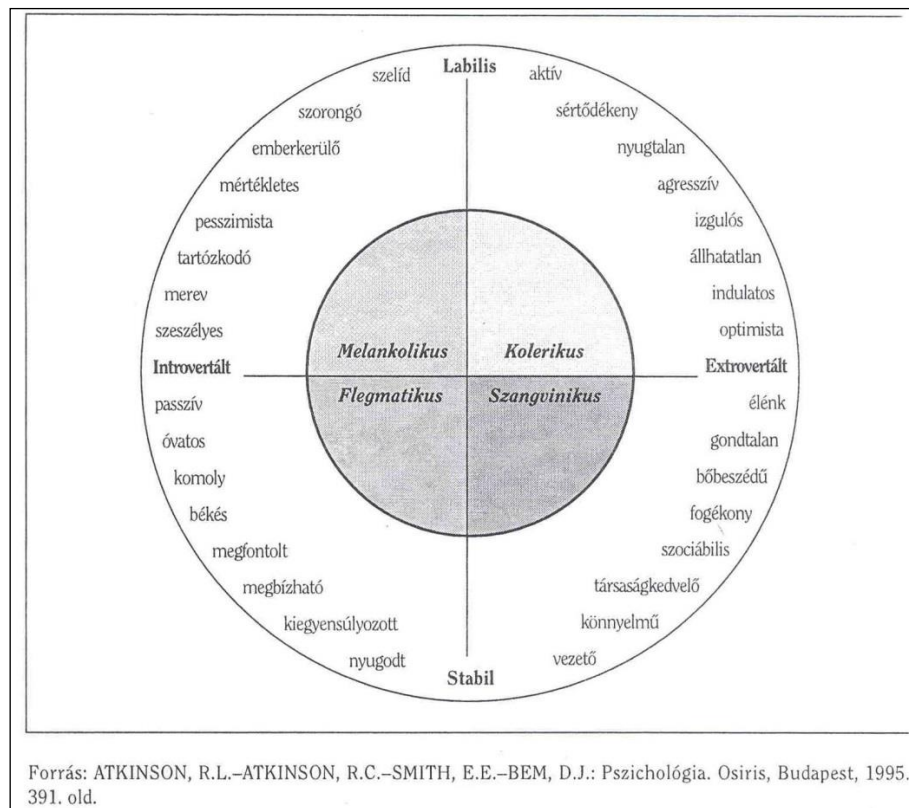 szelíd Labilis aktív
szorongó sértődékeny
emberkerülő nyugtalan
mértékletes agresszív
pesszimista izgulós
tartózkodó állhatatlan
merev indulatos
szeszélyes optimista
Melankolikus Kolerikus
Introvertált Extrovertált
Flegmatikus Szangvinikus
passzív élénk
óvatos gondtalan
komoly bőbeszédű
békés fogékony
megfontolt szociábilis
megbízható társaságkedvelő
kiegyensúlyozott könnyelmű
nyugodt Stabil vezető
Forrás: ATKINSON, R.L.–ATKINSON, R.C.–SMITH, E.E.–BEM, D.J.: Pszichológia. Osiris, Budapest, 1995.
391. old.